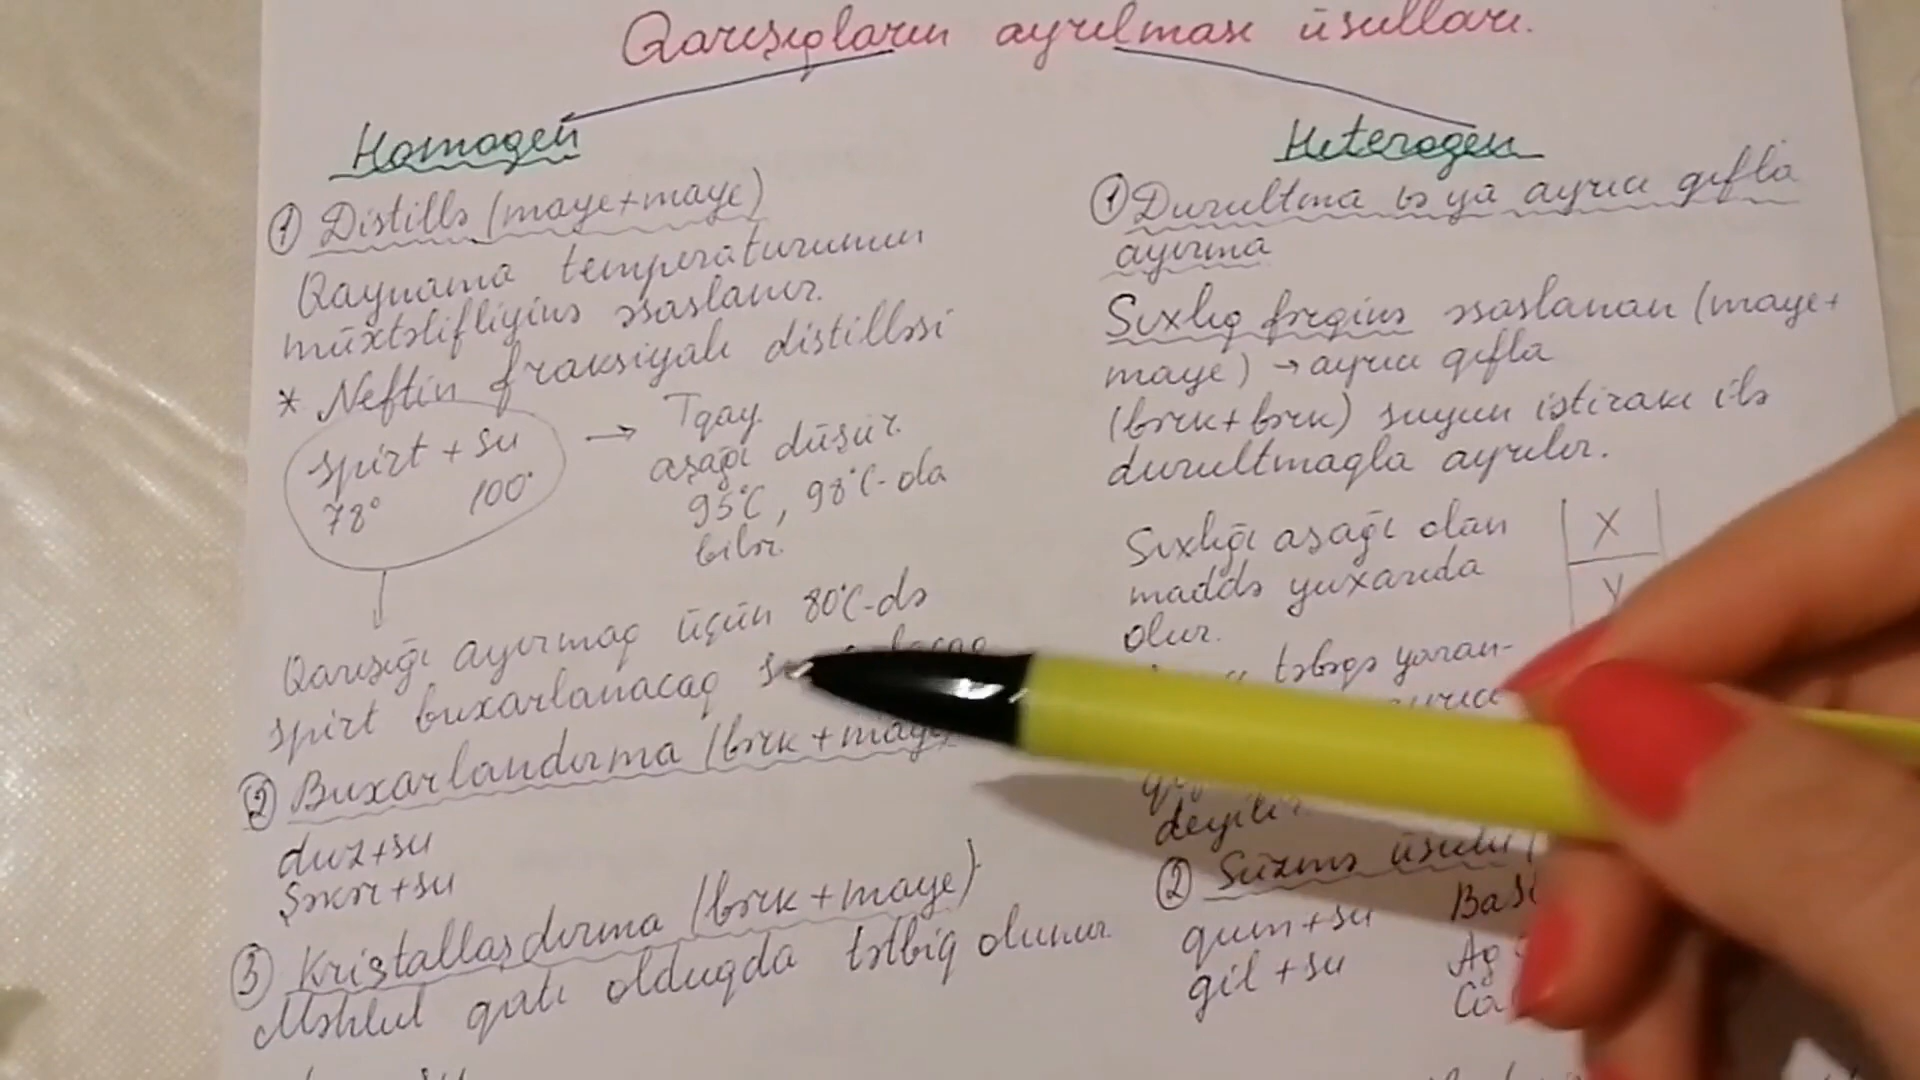 Qarışıqların ayrılması üsulları.
Homogen
① Distillə (maye+maye)
Qaynama temperaturunun
müxtəlifliyinə əsaslanır.
* Neftin fraksiyalı distilləsi
spirt + su
78° 100°
→ Tqay.
aşağı düşür.
95°C, 98°C-də
bilər.
Qarışığı ayırmaq üçün 80°C-də
spirt buxarlanacaq
② Buxarlandırma (bərk + maye)
duz+su
Şəkər+su
③ Kristallaşdırma (bərk+maye)
Məhlul qatı olduqda tətbiq olunur
Heterogen
① Durultma və ya ayırıcı qıfla
ayırma
Sıxlıq fərqinə əsaslanan (maye+
maye) → ayırıcı qıfla
(bərk+bərk) suyun iştirakı ilə
durultmaqla ayrılır.
Sıxlığı aşağı olan
maddə yuxarıda
olur.
X
Y
təbəqə yaran-
deyilir.
② Süzmə üsulu (
qum+su
gil+su